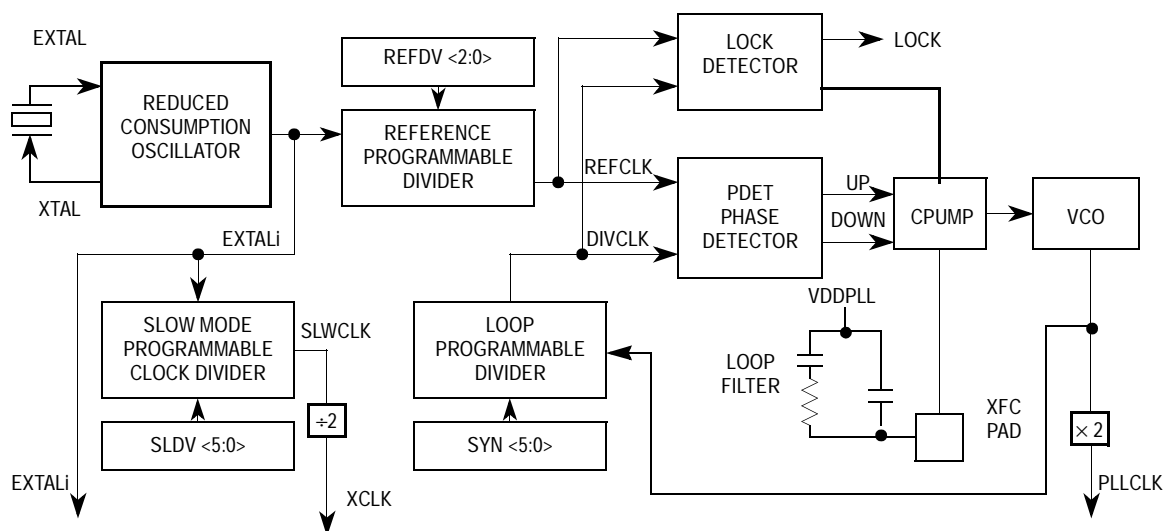 EXTAL
REDUCED
CONSUMPTION
OSCILLATOR
XTAL
REFDV <2:0>
REFERENCE
PROGRAMMABLE
DIVIDER
LOCK
DETECTOR
LOCK
REFCLK
PDET
PHASE
DETECTOR
UP
DOWN
CPUMP
VCO
EXTALi
DIVCLK
SLOW MODE
PROGRAMMABLE
CLOCK DIVIDER
SLWCLK
÷2
SLDV <5:0>
EXTALi
XCLK
LOOP
PROGRAMMABLE
DIVIDER
SYN <5:0>
VDDPLL
LOOP
FILTER
XFC
PAD
× 2
PLLCLK